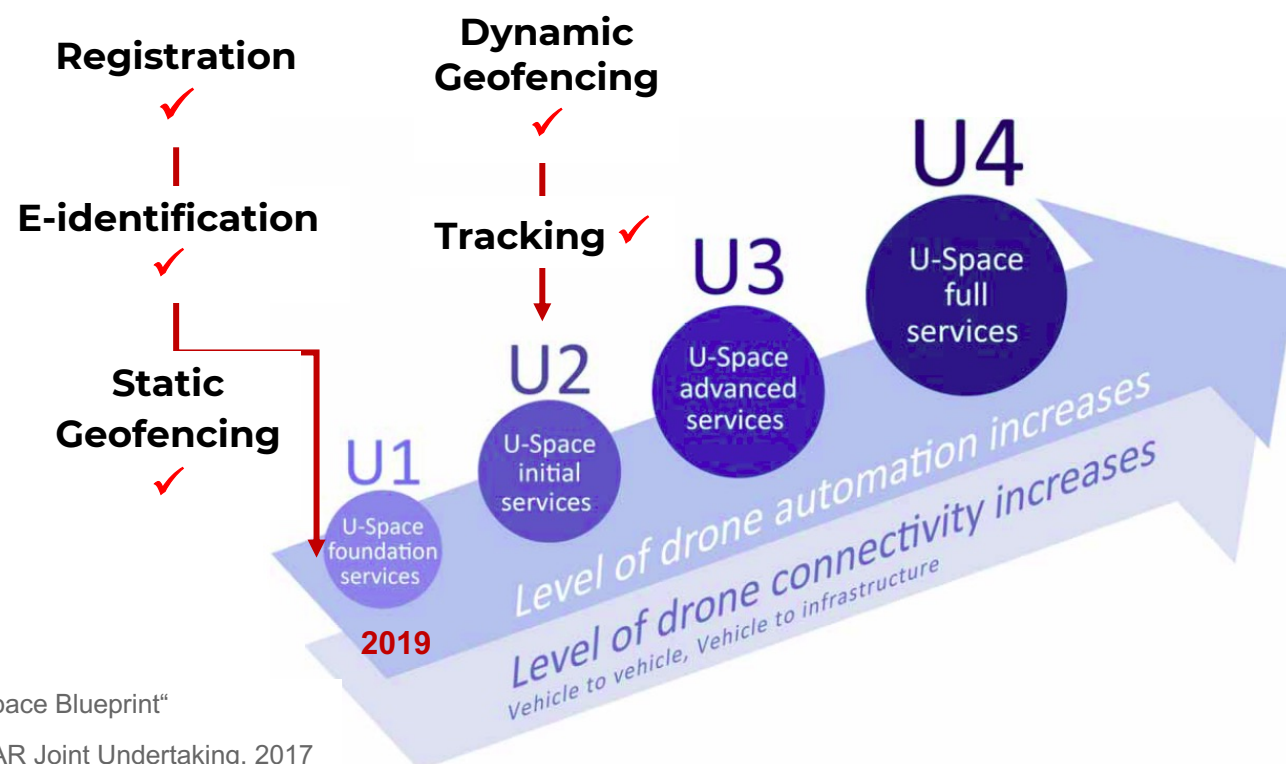 Registration
E-identification
Static
Geofencing
Dynamic
Geofencing
Tracking
U1
U-Space
foundation
services
2019
U2
U-Space
initial
services
U3
U-Space
advanced
services
U4
U-Space
full
services
Level of drone automation increases
Level of drone connectivity increases
Vehicle to vehicle, Vehicle to infrastructure
pace Blueprint“
AR Joint Undertaking, 2017